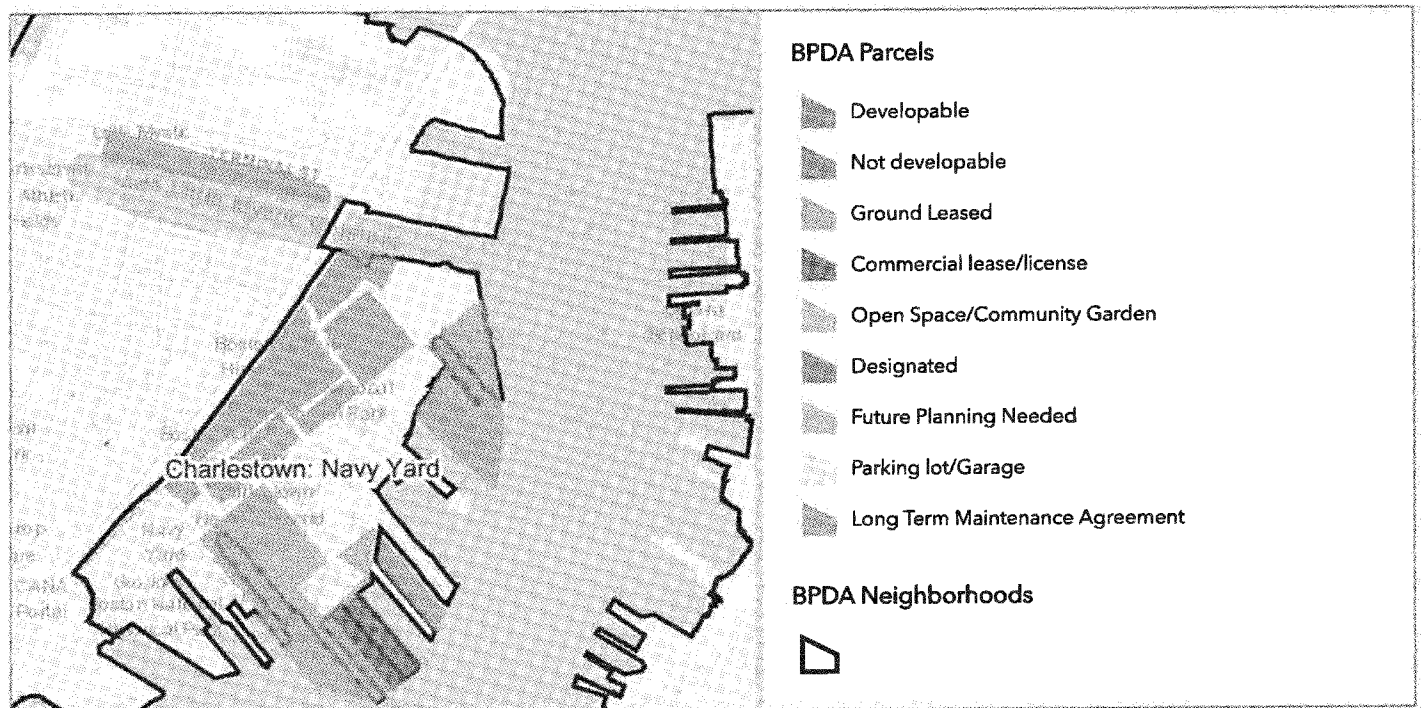 BPDA Parcels
Developable
Not developable
Ground Leased
Commercial lease/license
Open Space/Community Garden
Designated
Future Planning Needed
Parking lot/Garage
Long Term Maintenance Agreement
BPDA Neighborhoods
Charlestown: Navy Yard